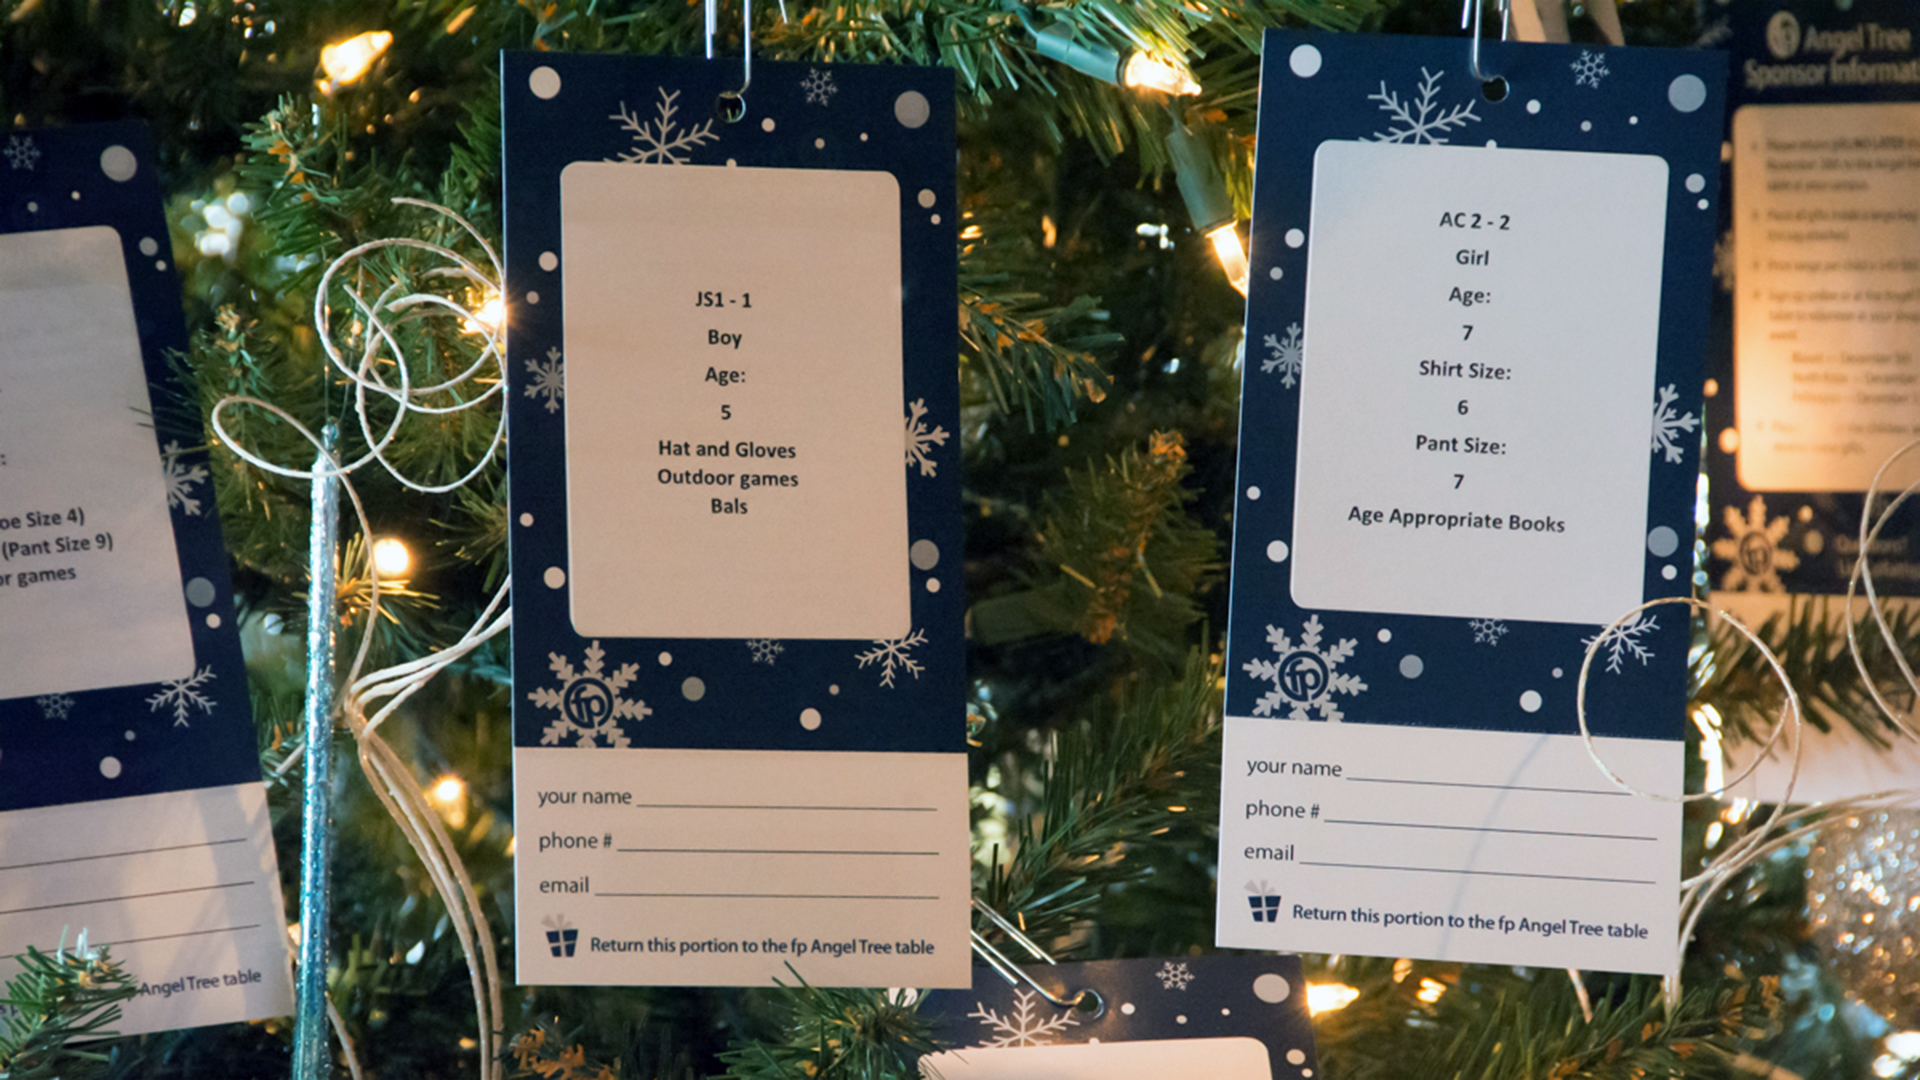 oe Size 4)
(Pant Size 9)
or games
Angel Tree table
JS1 - 1
Boy
Age:
5
Hat and Gloves
Outdoor games
Bals
fp
your name
phone #
email
Return this portion to the fp Angel Tree table
AC 2 - 2
Girl
Age:
7
Shirt Size:
6
Pant Size:
7
Age Appropriate Books
fp
your name
phone #
email
Return this portion to the fp Angel Tree table
fp Angel Tree
Sponsor Informat